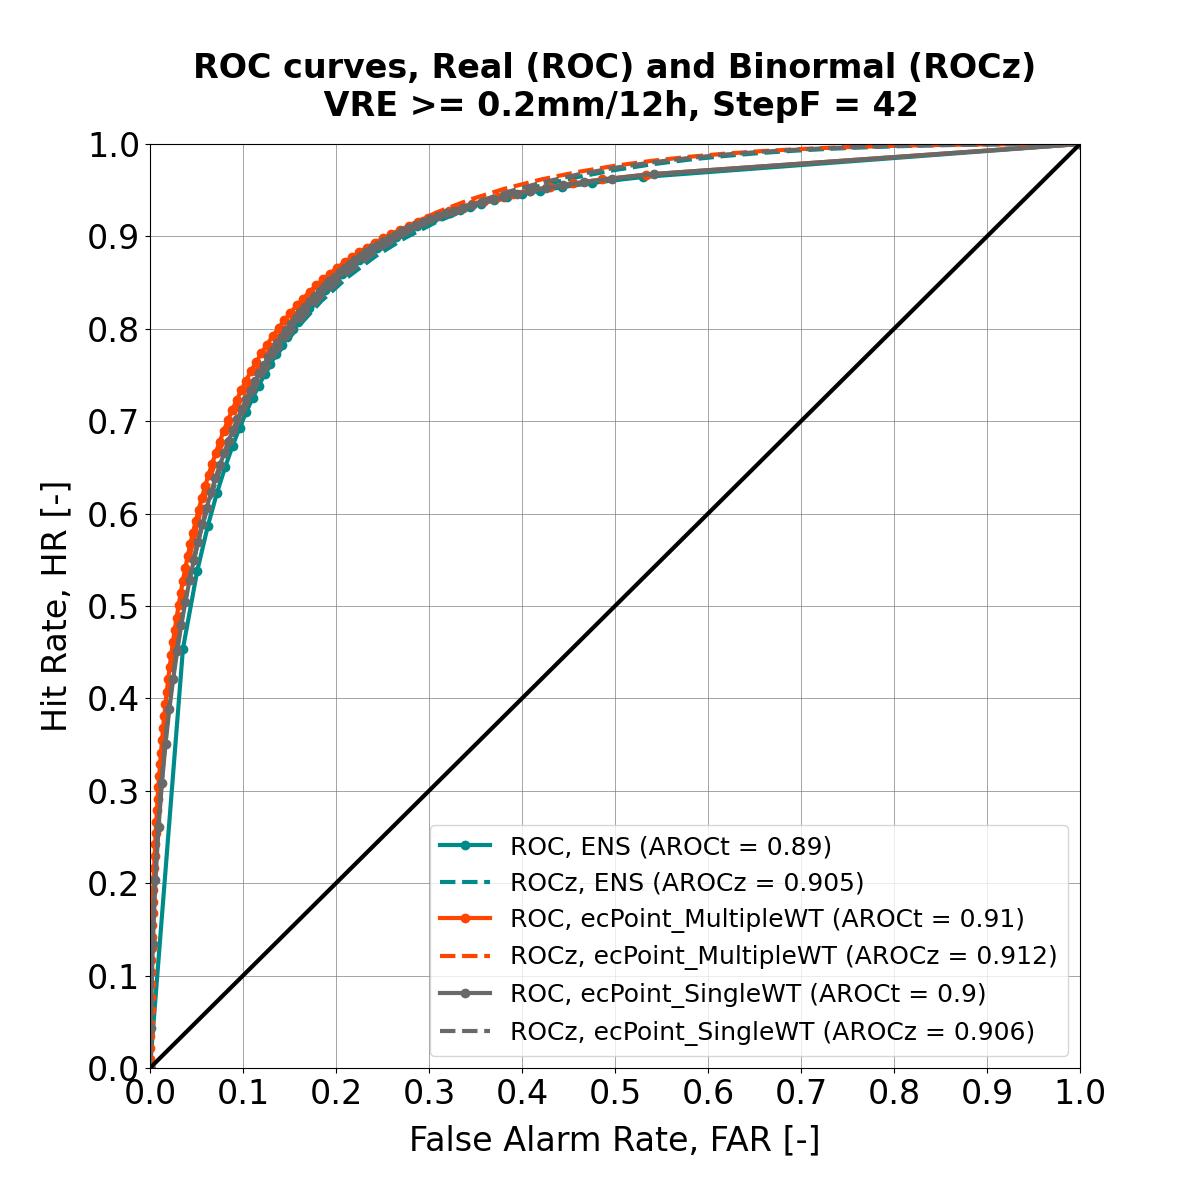 ROC curves, Real (ROC) and Binormal (ROCz)
VRE >= 0.2mm/12h, StepF = 42
1.0
0.9
0.8
0.7
0.6
0.5
0.4
0.3
0.2
0.1
0.0
Hit Rate, HR [-]
ROC, ENS (AROCt = 0.89)
ROCz, ENS (AROCz = 0.905)
ROC, ecPoint_MultipleWT (AROCt = 0.91)
ROCz, ecPoint_MultipleWT (AROCz = 0.912)
ROC, ecPoint_SingleWT (AROCt = 0.9)
ROCz, ecPoint_SingleWT (AROCz = 0.906)
0.0 0.1 0.2 0.3 0.4 0.5 0.6 0.7 0.8 0.9 1.0
False Alarm Rate, FAR [-]